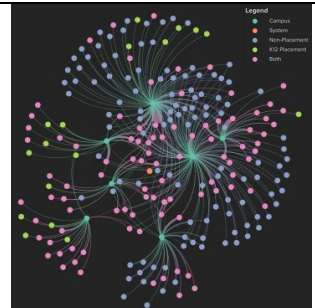 Legend
Campus
System
Non-Placement
K12 Placement
Both